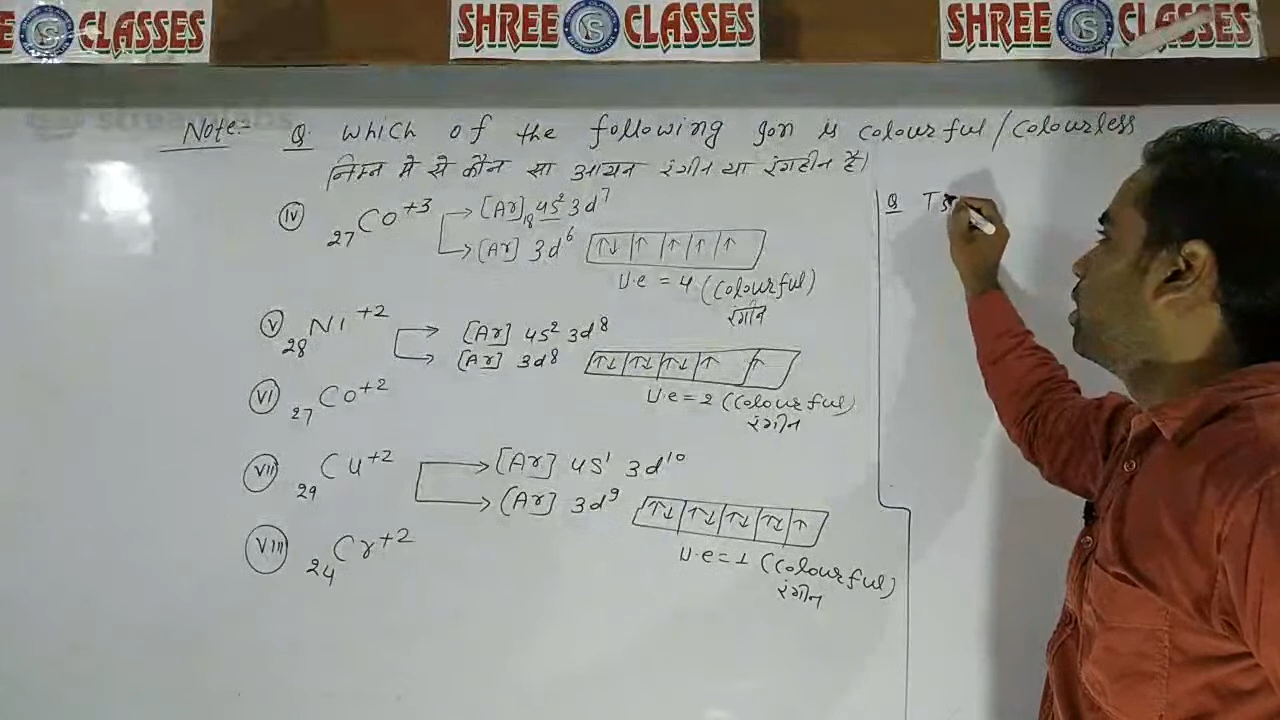 SHREE CLASSES SHREE CLASSES SHREE CLASSES
Note:- Q. Which of the following Ion is colourful/colourless
निम्न मे से कौन सा आयन रंगीन या रंगहीन है।
(iv) 27Co+3 [Ar]18 4s² 3d⁷
[Ar] 3d⁶ ↑↓ ↑ ↑ ↑ ↑
U.e = 4 (colourful)
रंगीन
(v) 28Ni+2 [Ar] 4s² 3d⁸
[Ar] 3d⁸ ↑↓ ↑↓ ↑↓ ↑ ↑
U.e = 2 (colourful)
रंगीन
(vi) 27Co+2
(vii) 29Cu+2 [Ar] 4s¹ 3d¹⁰
[Ar] 3d⁹ ↑↓ ↑↓ ↑↓ ↑↓ ↑
U.e = 1 (colourful)
रंगीन
(viii) 24Cr+2
Q